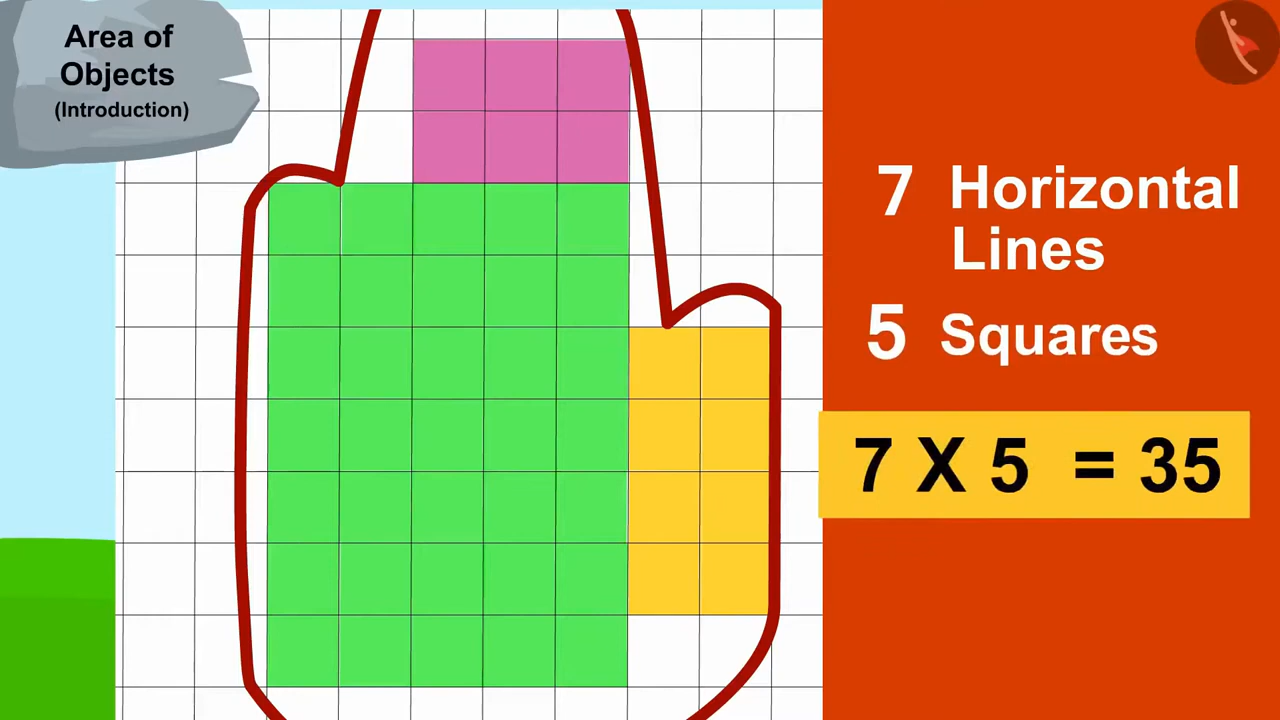 Area of
Objects
(Introduction)
7 Horizontal
Lines
5 Squares
7 X 5 = 35